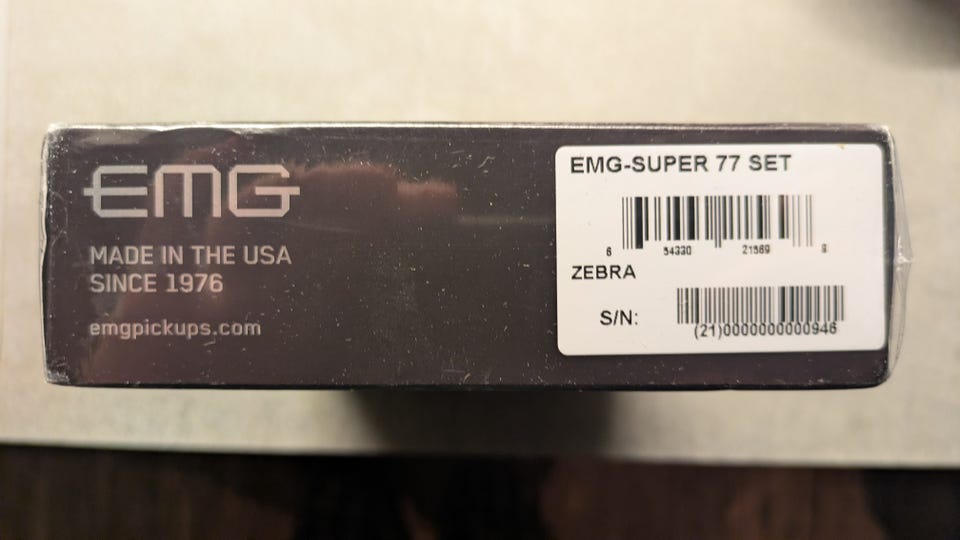 EMG
MADE IN THE USA
SINCE 1976
emgpickups.com
EMG-SUPER 77 SET
6 54330 21569 8
ZEBRA
S/N:
(21)0000000000946